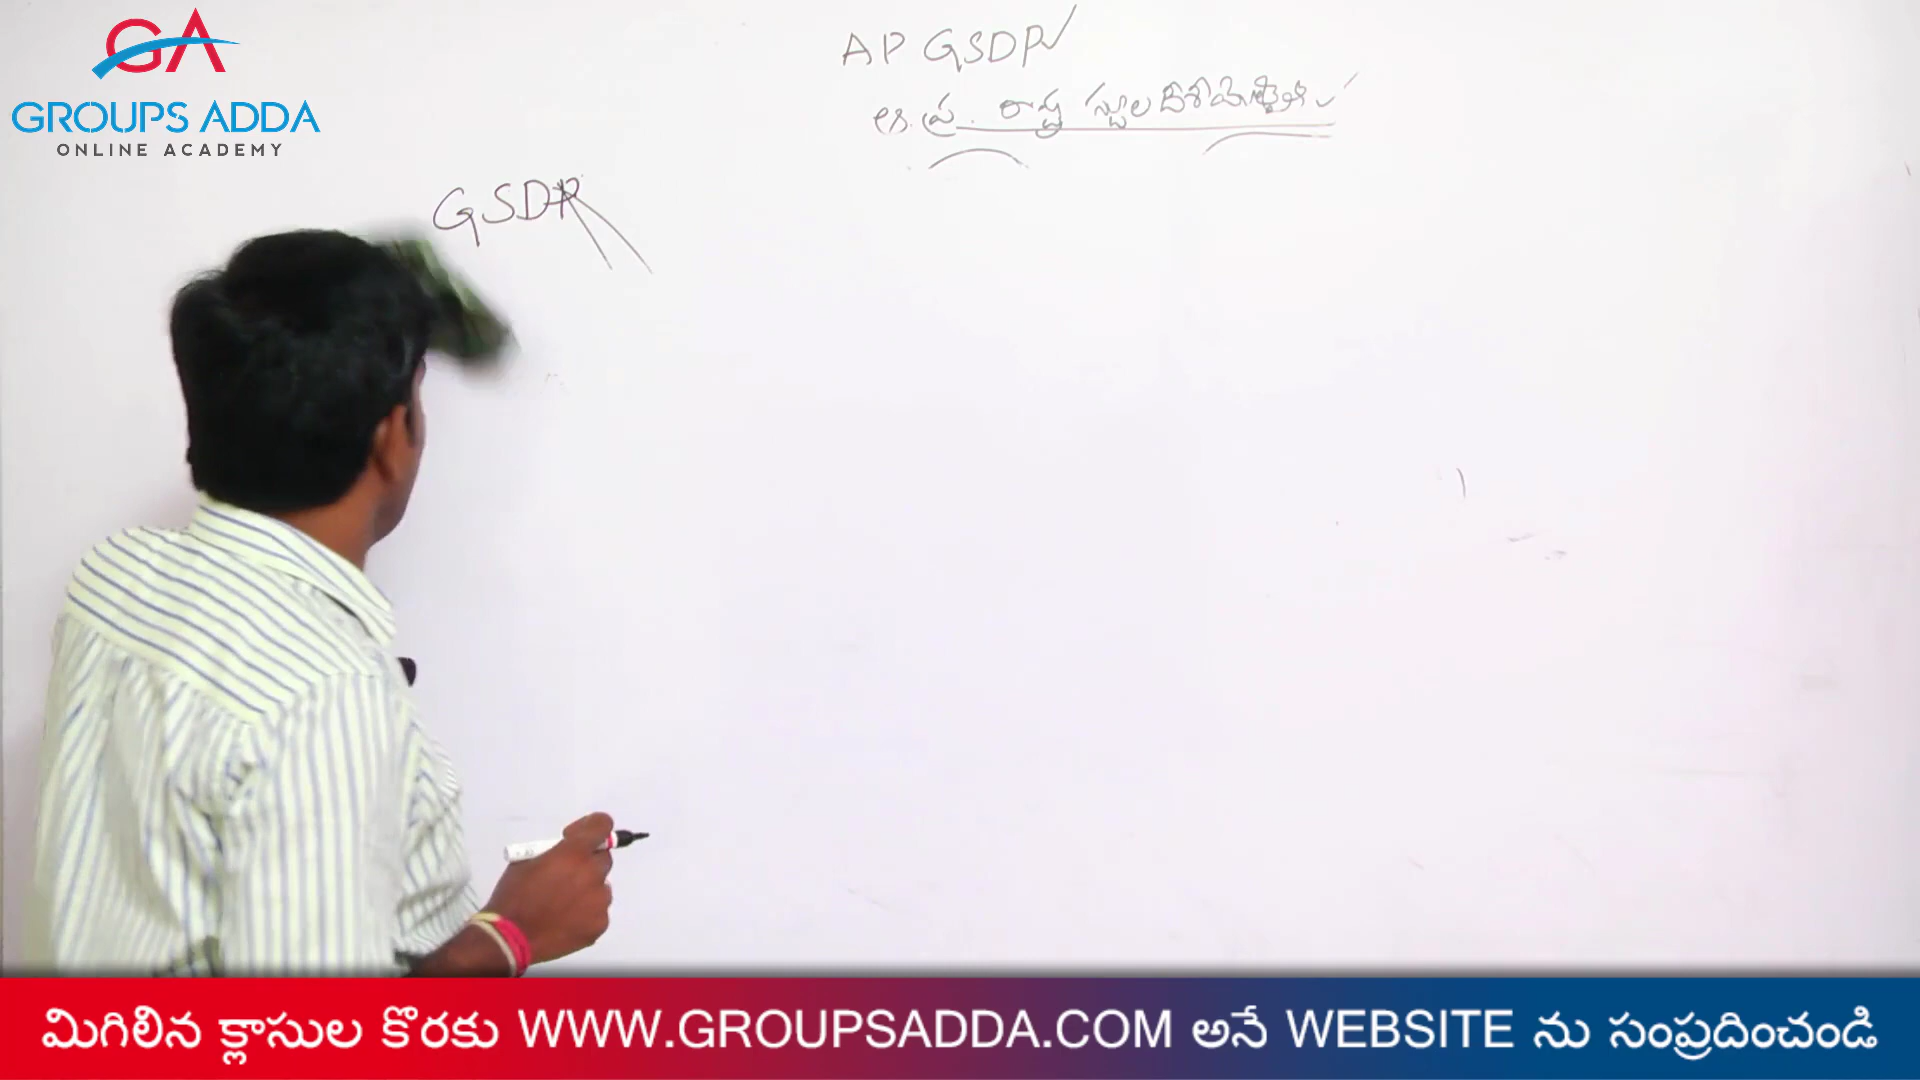 GA
GROUPS ADDA
ONLINE ACADEMY
AP GSDP
ఆం.ప్ర. రాష్ట్ర స్థూల దేశీయోత్పత్తి
GSDP
మిగిలిన క్లాసుల కొరకు WWW.GROUPSADDA.COM అనే WEBSITE ను సంప్రదించండి